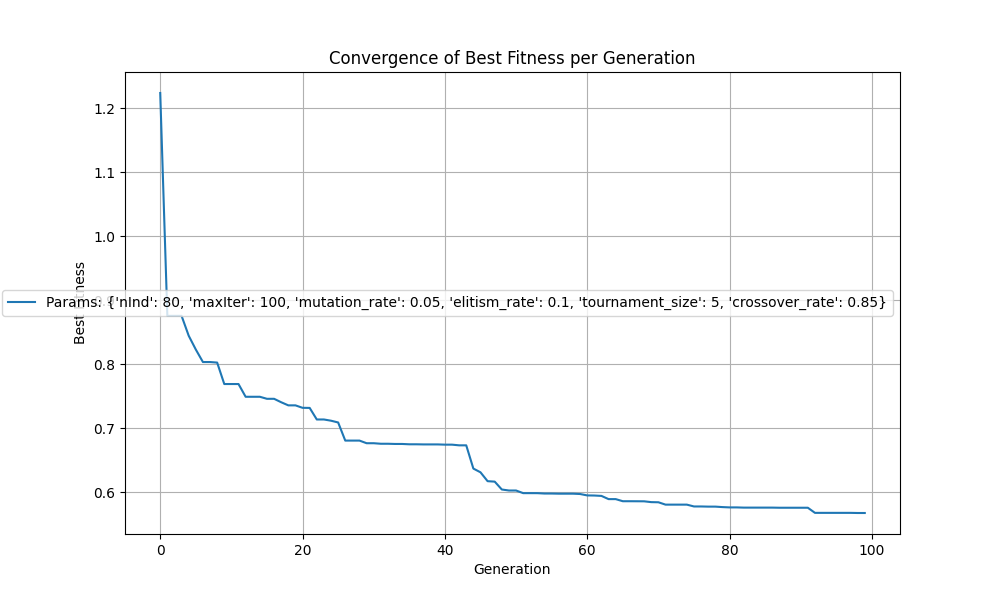 Convergence of Best Fitness per Generation
1.2
1.1
1.0
0.8
0.7
0.6
Best
ness
Params: {'nInd': 80, 'maxIter': 100, 'mutation_rate': 0.05, 'elitism_rate': 0.1, 'tournament_size': 5, 'crossover_rate': 0.85}
0
20
40
60
80
100
Generation